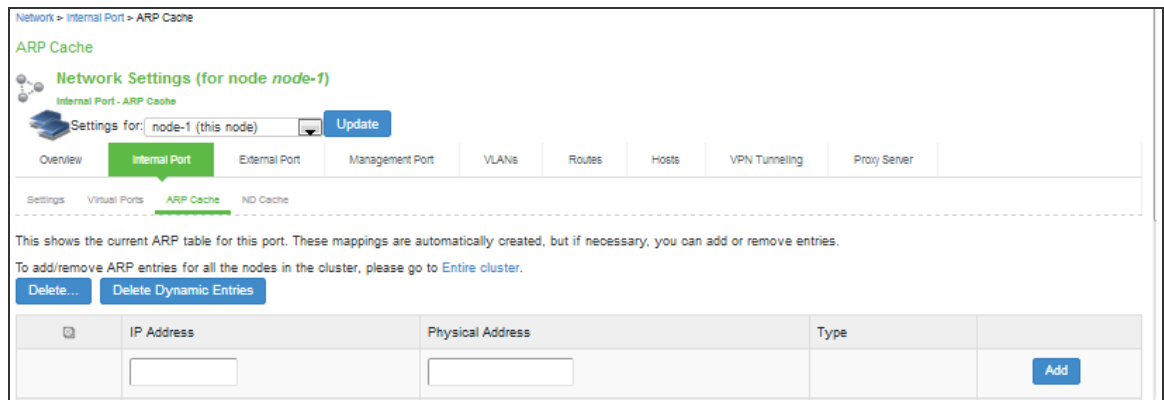 Network > Internal Port > ARP Cache
ARP Cache
Network Settings (for node node-1)
Internal Port - ARP Cache
Settings for: node-1 (this node) Update
Overview Internal Port External Port Management Port VLANs Routes Hosts VPN Tunneling Proxy Server
Settings Virtual Ports ARP Cache ND Cache
This shows the current ARP table for this port. These mappings are automatically created, but if necessary, you can add or remove entries.
To add/remove ARP entries for all the nodes in the cluster, please go to Entire cluster.
Delete... Delete Dynamic Entries
IP Address Physical Address Type
Add